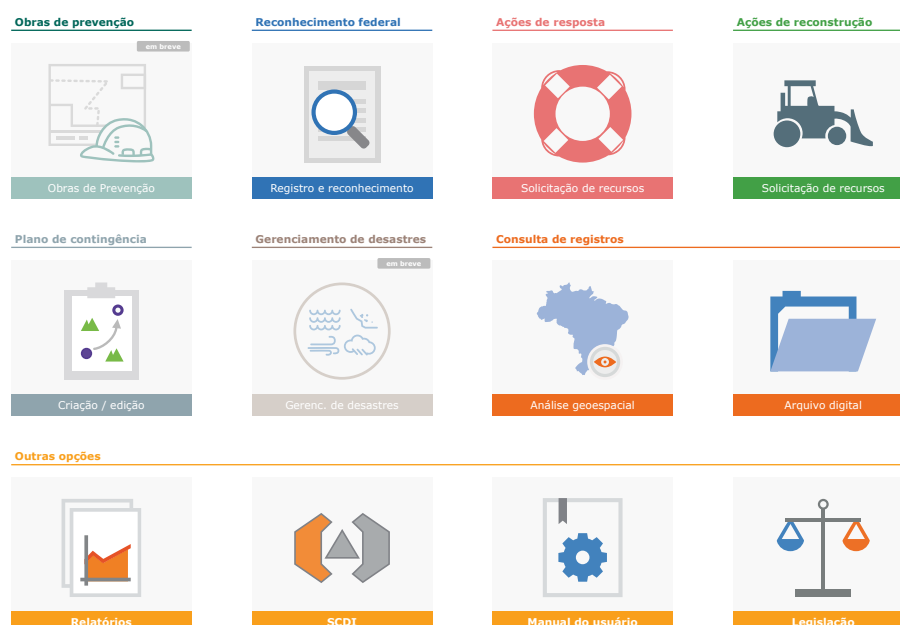 Obras de prevenção
Reconhecimento federal
Ações de resposta
Ações de reconstrução
em breve
Obras de Prevenção
Registro e reconhecimento
Solicitação de recursos
Solicitação de recursos
Plano de contingência
Gerenciamento de desastres
Consulta de registros
em breve
Criação / edição
Gerenc. de desastres
Análise geoespacial
Arquivo digital
Outras opções
Relatórios
SCDI
Manual do usuário
Legislação